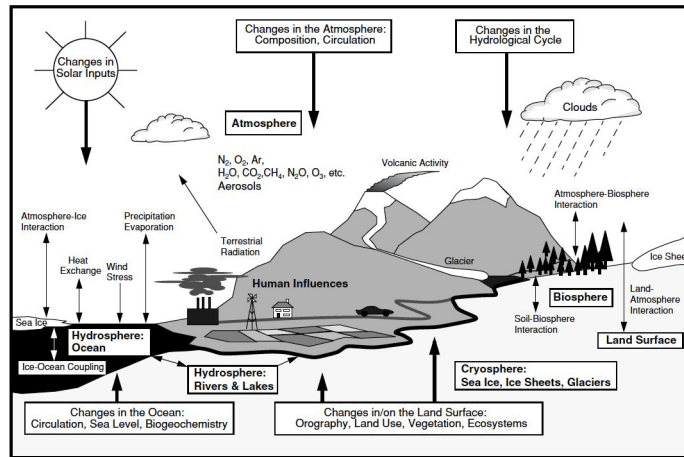 Changes in
Solar Inputs
Changes in the Atmosphere:
Composition, Circulation
Changes in the
Hydrological Cycle
Clouds
Atmosphere
N2, O2, Ar,
H2O, CO2,CH4, N2O, O3, etc.
Aerosols
Volcanic Activity
Atmosphere-Biosphere
Interaction
Atmosphere-Ice
Interaction
Precipitation
Evaporation
Terrestrial
Radiation
Heat
Exchange
Wind
Stress
Glacier
Ice Shee
Human Influences
Biosphere
Land-
Atmosphere
Interaction
Soil-Biosphere
Interaction
Sea Ice
Hydrosphere:
Ocean
Land Surface
Ice-Ocean Coupling
Hydrosphere:
Rivers & Lakes
Cryosphere:
Sea Ice, Ice Sheets, Glaciers
Changes in the Ocean:
Circulation, Sea Level, Biogeochemistry
Changes in/on the Land Surface:
Orography, Land Use, Vegetation, Ecosystems